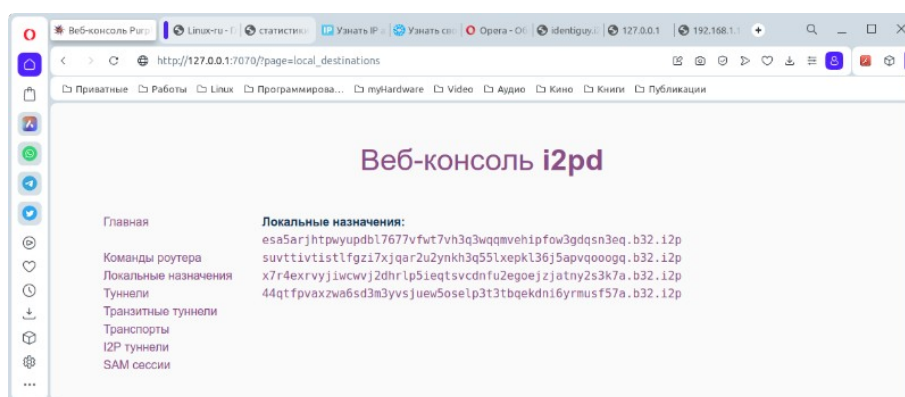 Веб-консоль Purp
Linux-ru - П
статистик
Узнать IP а
Узнать сво
Opera - Об
identiguy.i
127.0.0.1
192.168.1.1
http://127.0.0.1:7070/?page=local_destinations
Приватные Работы Linux Программирова... myHardware Video Аудио Кино Книги Публикации
Веб-консоль i2pd
Главная
Команды роутера
Локальные назначения
Туннели
Транзитные туннели
Транспорты
I2P туннели
SAM сессии
Локальные назначения:
esa5arjhtpwyupdbl7677vfwt7vh3q3wqqmvehipfow3gdqsn3eq.b32.i2p
suvttivtistlfgzi7xjqar2u2ynkh3q55lxepkl36j5apvqooogq.b32.i2p
x7r4exrvyjiwcwvj2dhrlp5ieqtsvcdnfu2egoejzjatny2s3k7a.b32.i2p
44qtfpvaxzwa6sd3m3yvsjuew5oselp3t3tbqekdni6yrmusf57a.b32.i2p